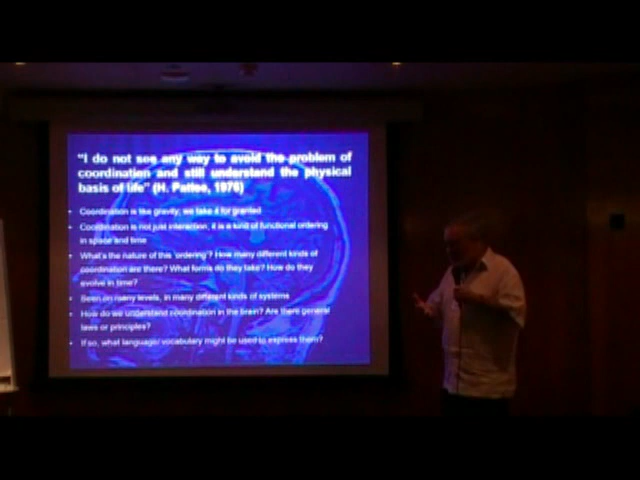 "I do not see any way to avoid the problem of
coordination and still understand the physical
basis of life" (H. Pattee, 1976)
• Coordination is like gravity; we take it for granted
• Coordination is not just interaction; it is a kind of functional ordering
in space and time
• What's the nature of this 'ordering'? How many different kinds of
coordination are there? What forms do they take? How do they
evolve in time?
• Seen on many levels, in many different kinds of systems
• How do we understand coordination in the brain? Are there general
laws or principles?
• If so, what language/vocabulary might be used to express them?